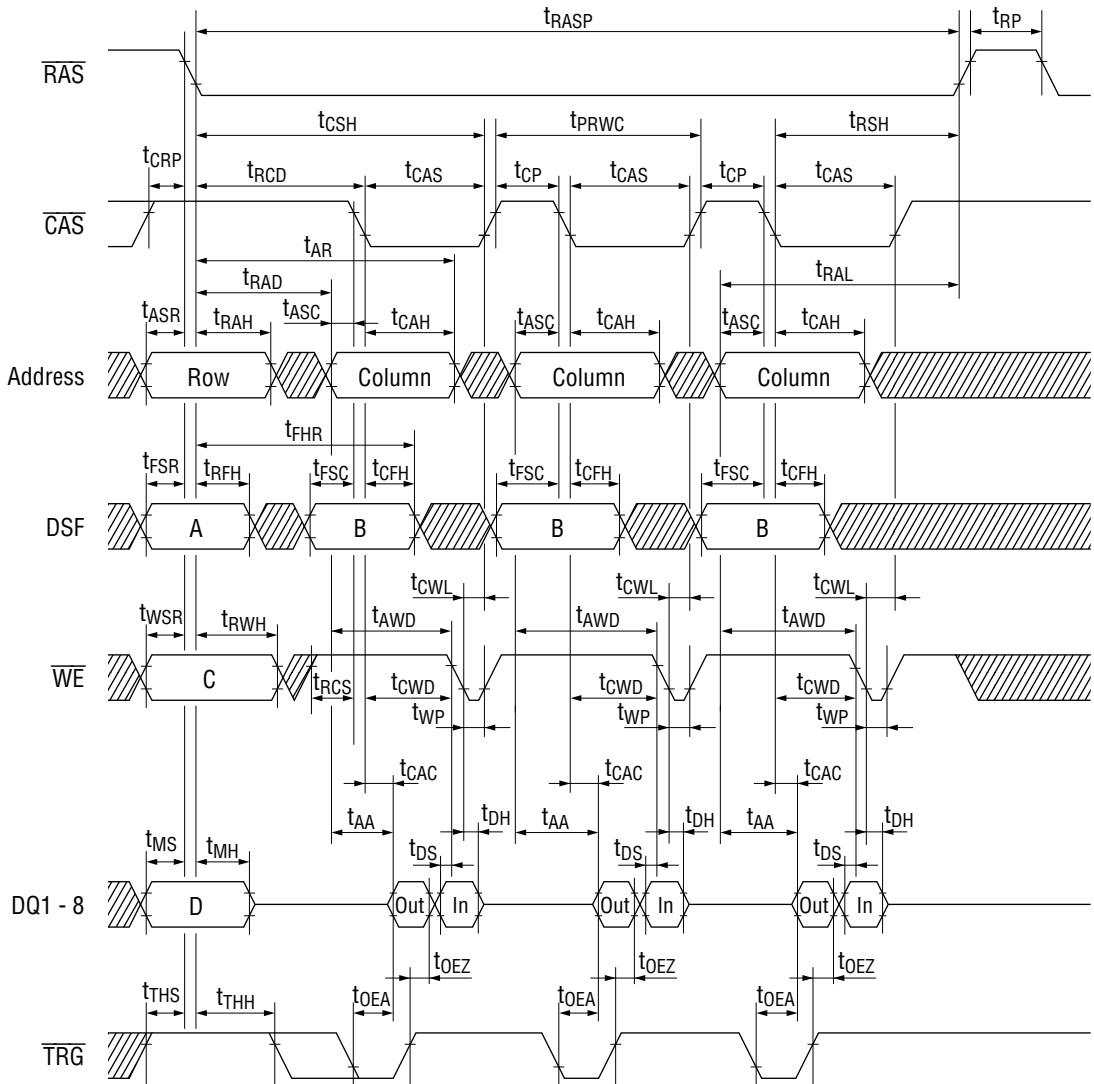 tRASP tRP
RAS
tCSH tPRWC tRSH
tCRP tRCD tCAS tCP tCAS tCP tCAS
CAS
tAR
tRAD tRAL
tASR tRAH tASC tCAH tASC tCAH tASC tCAH
Address Row Column Column Column
tFHR
tFSR tRFH tFSC tCFH tFSC tCFH tFSC tCFH
DSF A B B B
tCWL tCWL tCWL
tWSR tRWH tAWD tAWD tAWD
WE C
tRCS tCWD tCWD tCWD
tWP tWP tWP
tCAC tCAC tCAC
tAA tDH tAA tDH tAA tDH
tMS tMH tDS tDS tDS
DQ1 - 8 D Out In Out In Out In
tOEZ tOEZ tOEZ
tTHS tTHH tOEA tOEA tOEA
TRG